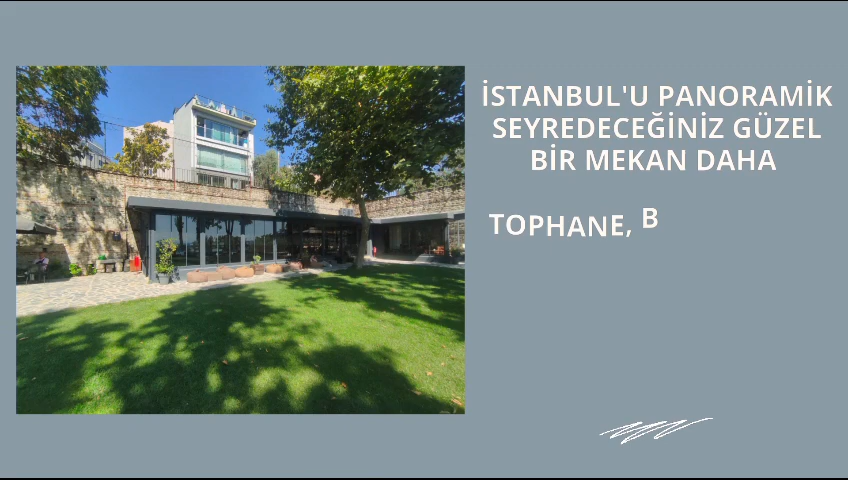 İSTANBUL'U PANORAMİK
SEYREDECEĞİNİZ GÜZEL
BİR MEKAN DAHA
TOPHANE, B